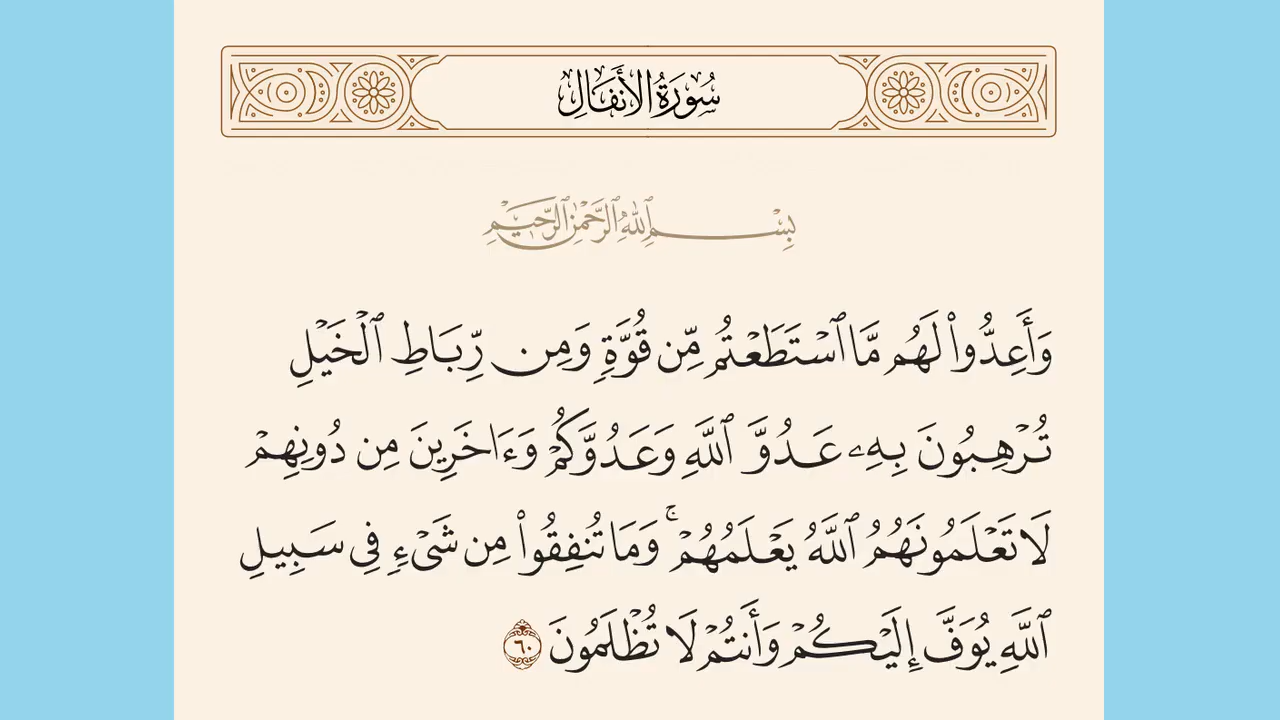 سُورَةُ الأَنفَالِ
بِسْمِ ٱللَّهِ ٱلرَّحْمَٰنِ ٱلرَّحِيمِ
وَأَعِدُّوا۟ لَهُم مَّا ٱسْتَطَعْتُم مِّن قُوَّةٍ وَمِن رِّبَاطِ ٱلْخَيْلِ
تُرْهِبُونَ بِهِۦ عَدُوَّ ٱللَّهِ وَعَدُوَّكُمْ وَءَاخَرِينَ مِن دُونِهِمْ
لَا تَعْلَمُونَهُمُ ٱللَّهُ يَعْلَمُهُمْ ۚ وَمَا تُنفِقُوا۟ مِن شَىْءٍ فِى سَبِيلِ
ٱللَّهِ يُوَفَّ إِلَيْكُمْ وَأَنتُمْ لَا تُظْلَمُونَ ٦٠